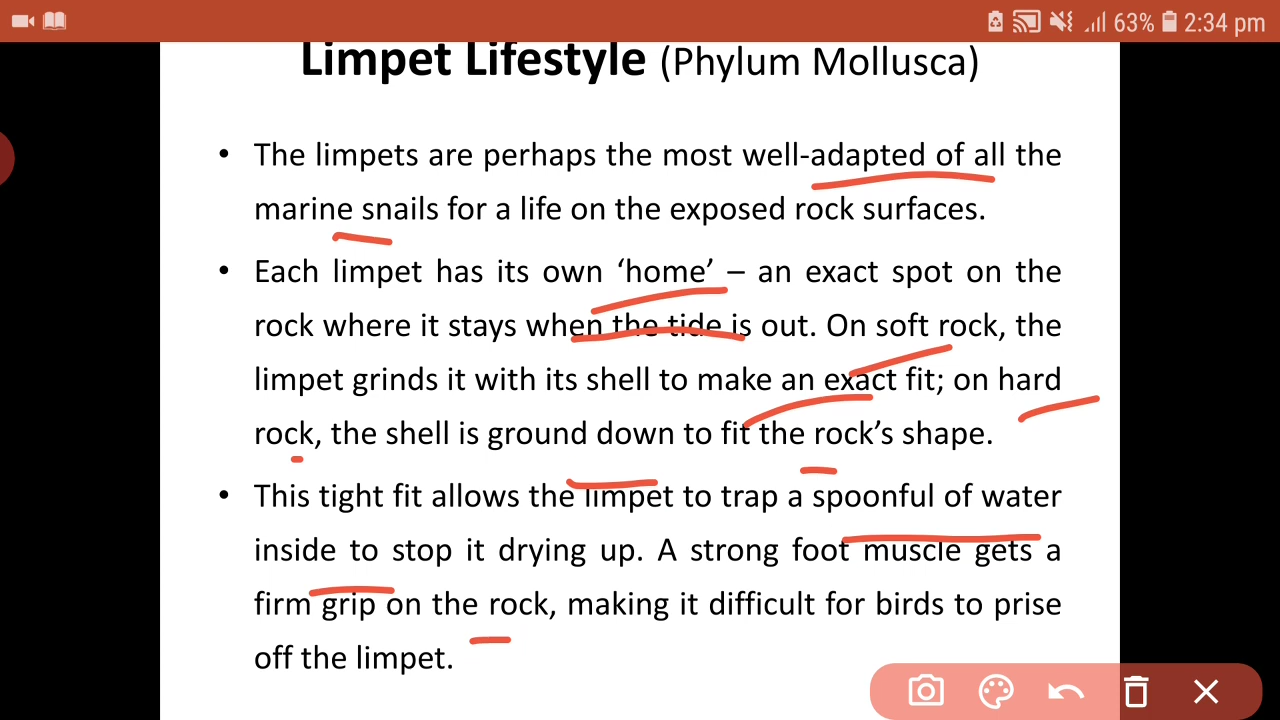 63% 2:34 pm
Limpet Lifestyle (Phylum Mollusca)
• The limpets are perhaps the most well-adapted of all the
marine snails for a life on the exposed rock surfaces.
• Each limpet has its own ‘home’ – an exact spot on the
rock where it stays when the tide is out. On soft rock, the
limpet grinds it with its shell to make an exact fit; on hard
rock, the shell is ground down to fit the rock’s shape.
• This tight fit allows the limpet to trap a spoonful of water
inside to stop it drying up. A strong foot muscle gets a
firm grip on the rock, making it difficult for birds to prise
off the limpet.